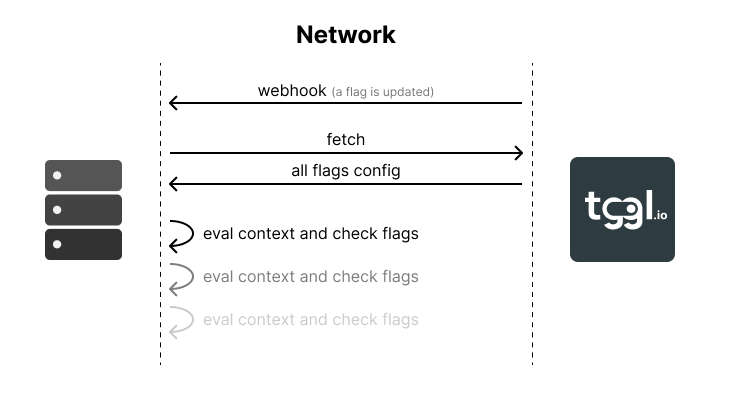 Network
webhook (a flag is updated)
fetch
all flags config
tggl.io
eval context and check flags
eval context and check flags
eval context and check flags